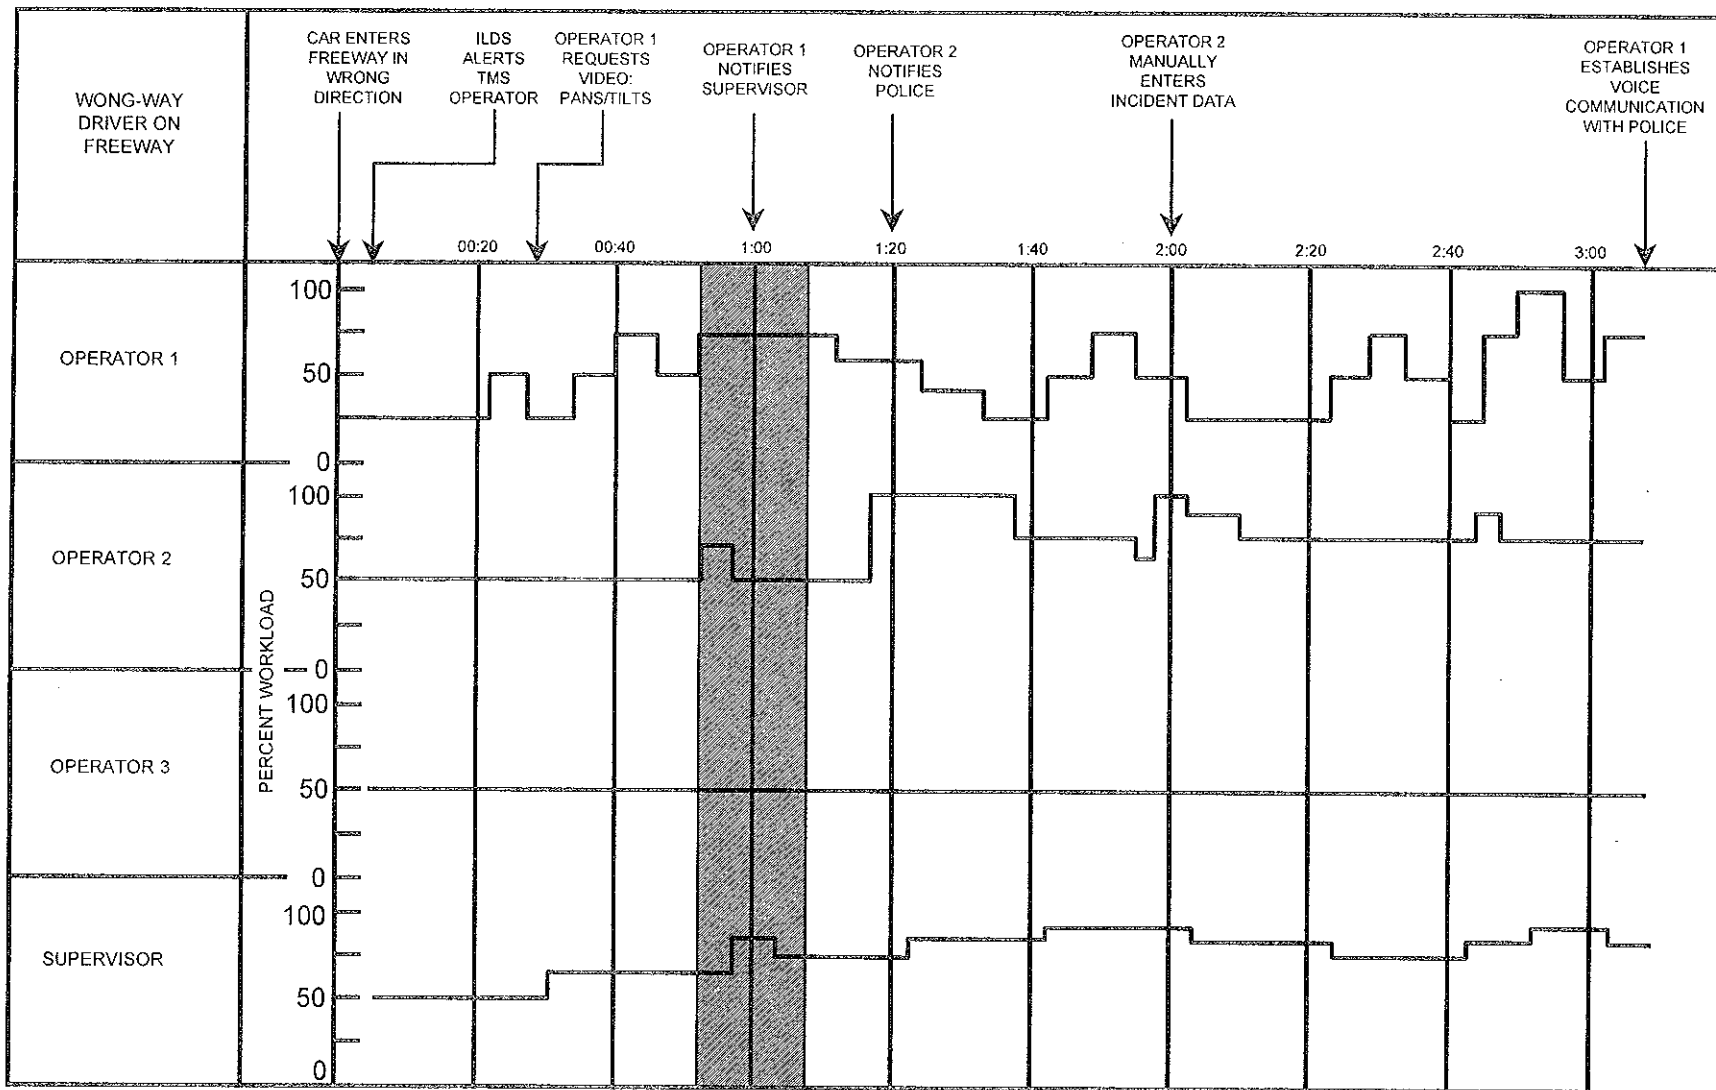 WONG-WAY
DRIVER ON
FREEWAY
CAR ENTERS
FREEWAY IN
WRONG
DIRECTION
ILDS
ALERTS
TMS
OPERATOR
OPERATOR 1
REQUESTS
VIDEO:
PANS/TILTS
OPERATOR 1
NOTIFIES
SUPERVISOR
OPERATOR 2
NOTIFIES
POLICE
OPERATOR 2
MANUALLY
ENTERS
INCIDENT DATA
OPERATOR 1
ESTABLISHES
VOICE
COMMUNICATION
WITH POLICE
00:20 00:40 1:00 1:20 1:40 2:00 2:20 2:40 3:00
PERCENT WORKLOAD
OPERATOR 1
100
50
0
OPERATOR 2
100
50
0
OPERATOR 3
100
50
0
SUPERVISOR
100
50
0